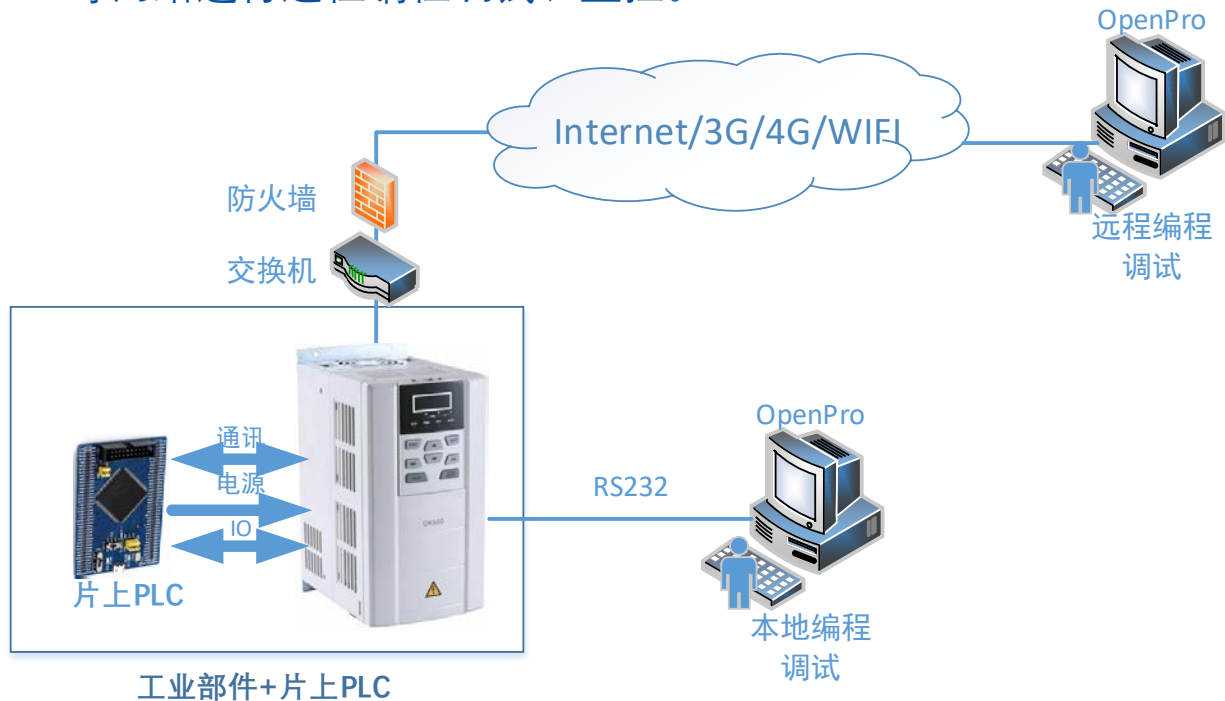 OpenPro
Internet/3G/4G/WIFI
防火墙
远程编程
调试
交换机
OpenPro
通讯
电源
RS232
IO
片上PLC
本地编程
调试
工业部件+片上PLC